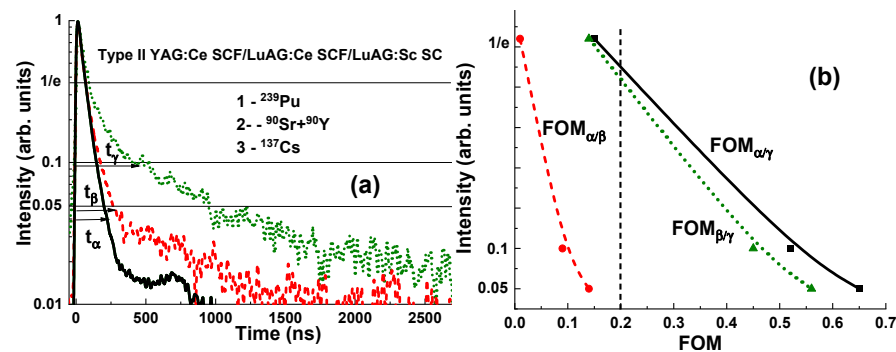 Type II YAG:Ce SCF/LuAG:Ce SCF/LuAG:Sc SC
1 - ²³⁹Pu
2- - ⁹⁰Sr+⁹⁰Y
3 - ¹³⁷Cs
(a)
tγ
tβ
tα
1
1/e
0.1
0.05
0.01
Intensity (arb. units)
0
500
1000
1500
2000
2500
Time (ns)
(b)
FOMα/β
FOMα/γ
FOMβ/γ
1/e
0.1
0.05
Intensity (arb. units)
0.0
0.1
0.2
0.3
0.4
0.5
0.6
0.7
FOM